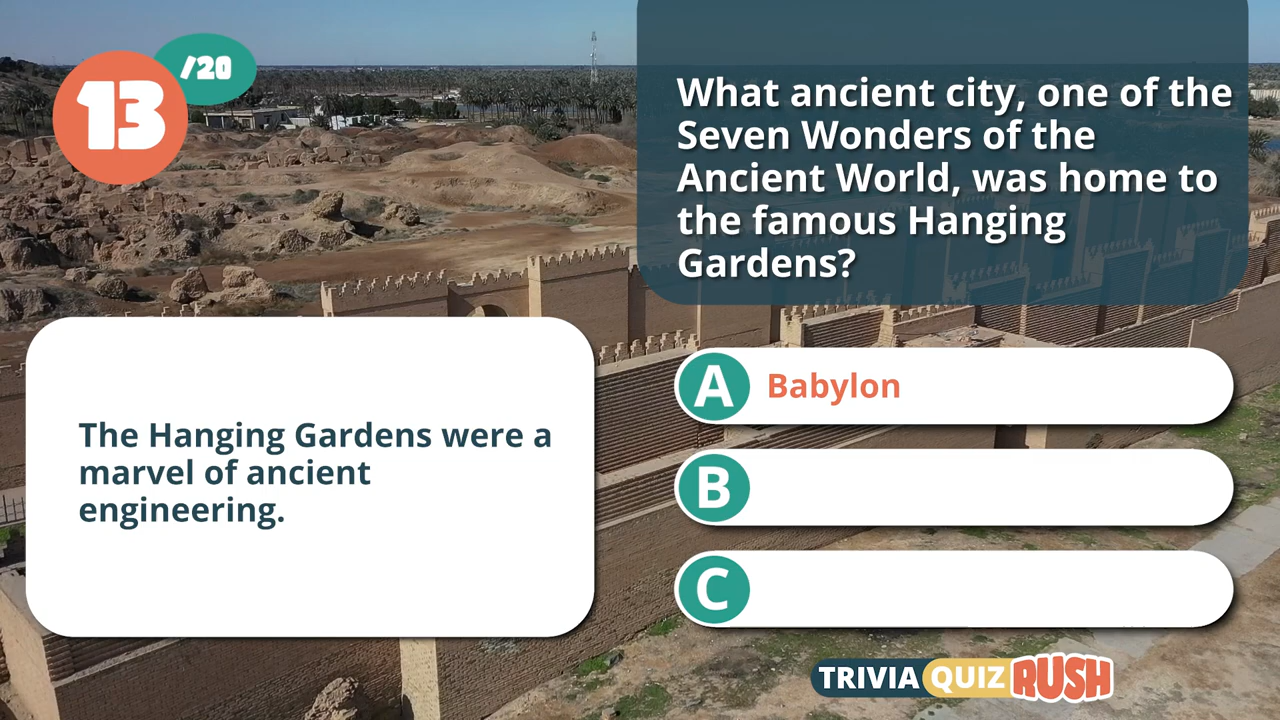 13
/20
What ancient city, one of the
Seven Wonders of the
Ancient World, was home to
the famous Hanging
Gardens?
The Hanging Gardens were a
marvel of ancient
engineering.
A Babylon
B
C
TRIVIA QUIZ RUSH